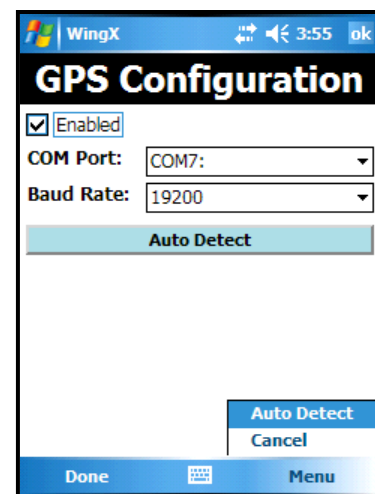 WingX 3:55 ok
GPS Configuration
Enabled
COM Port: COM7:
Baud Rate: 19200
Auto Detect
Auto Detect
Cancel
Done Menu